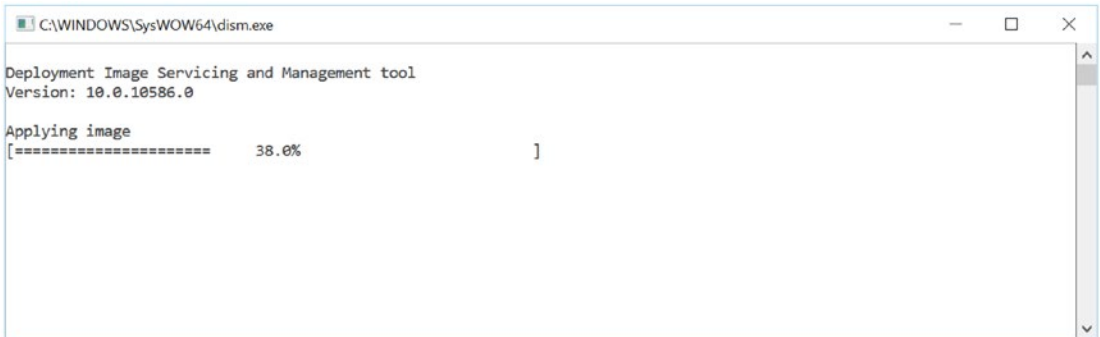 C:\WINDOWS\SysWOW64\dism.exe
Deployment Image Servicing and Management tool
Version: 10.0.10586.0
Applying image
[======================     38.0%                          ]